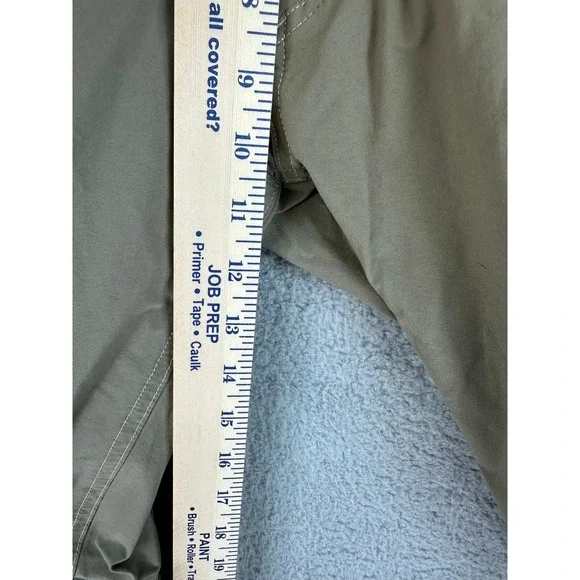 all covered?
JOB PREP
• Primer • Tape • Caulk
PAINT
• Brush • Roller • Tra
8
9
10
11
12
13
14
15
16
17
18
19